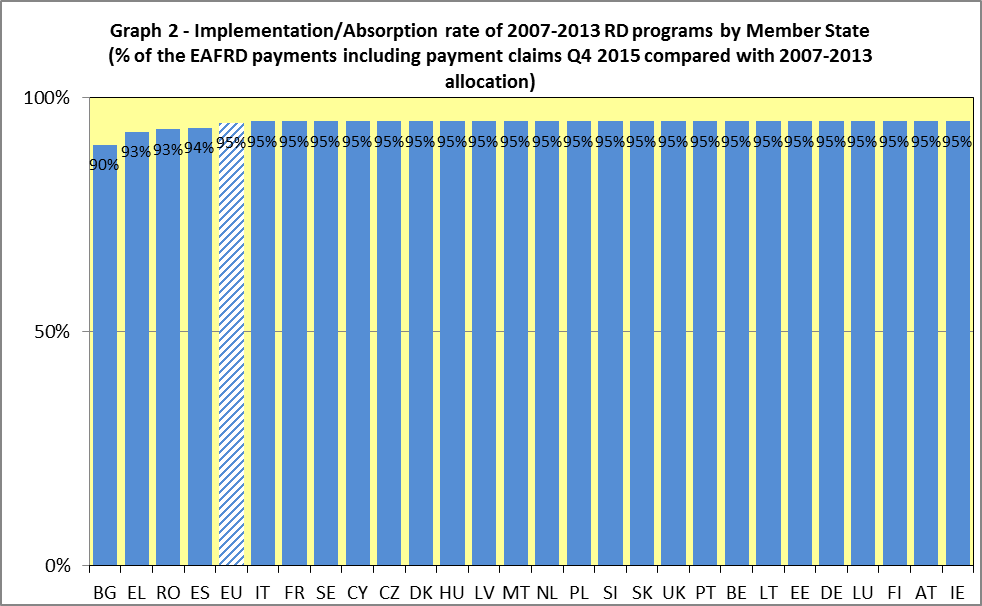 Graph 2 - Implementation/Absorption rate of 2007-2013 RD programs by Member State
(% of the EAFRD payments including payment claims Q4 2015 compared with 2007-2013
allocation)
100%
90% 93% 93% 94% 95% 95% 95% 95% 95% 95% 95% 95% 95% 95% 95% 95% 95% 95% 95% 95% 95% 95% 95% 95% 95% 95% 95% 95%
50%
0%
BG EL RO ES EU IT FR SE CY CZ DK HU LV MT NL PL SI SK UK PT BE LT EE DE LU FI AT IE